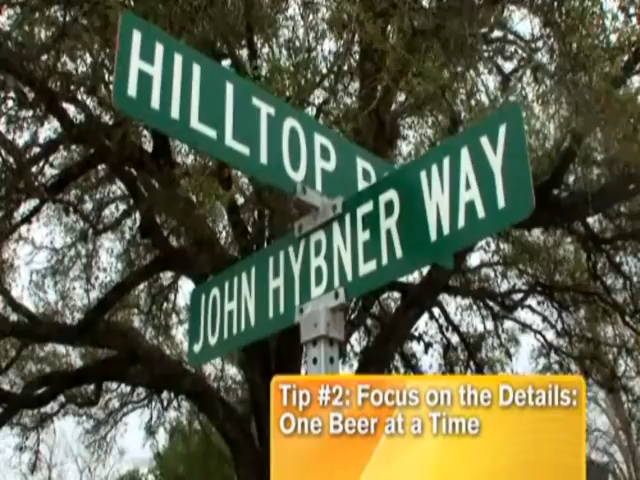 HILLTOP
JOHN HYBNER WAY
Tip #2: Focus on the Details:
One Beer at a Time